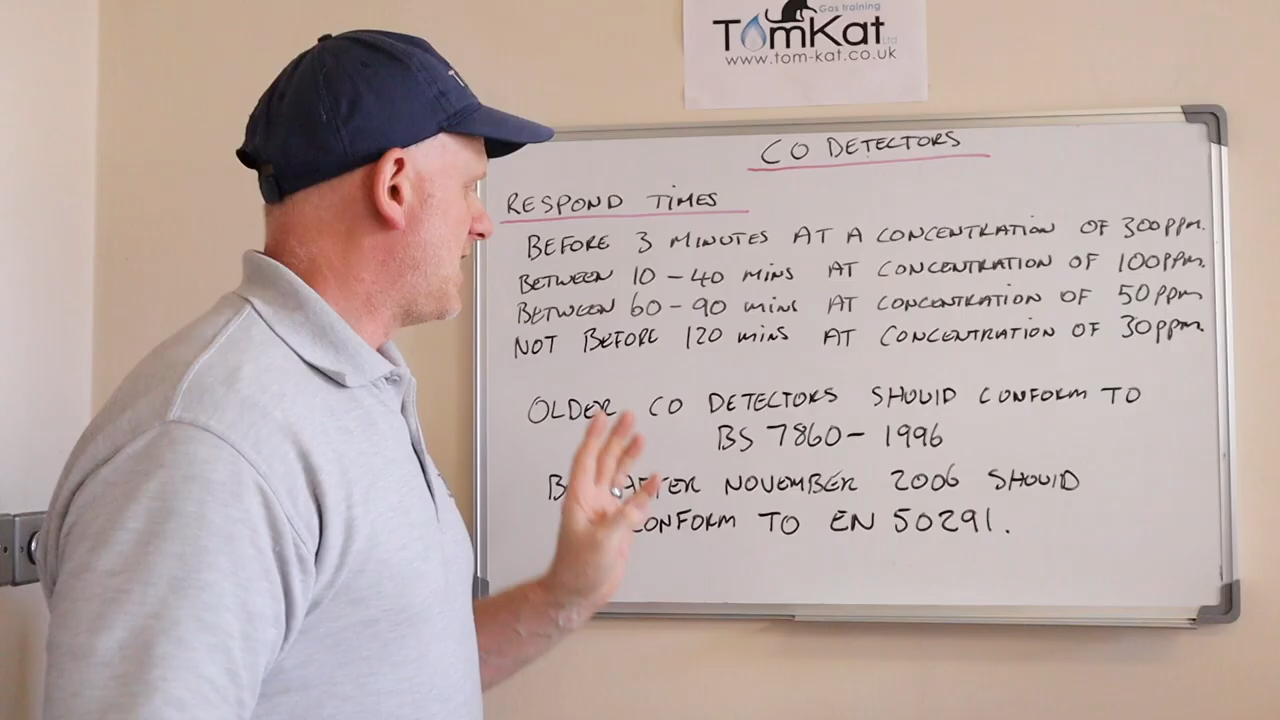 Gas training
TomKat Ltd
www.tom-kat.co.uk
CO DETECTORS
RESPOND TIMES
BEFORE 3 MINUTES AT A CONCENTRATION OF 300ppm.
BETWEEN 10-40 MINS AT CONCENTRATION OF 100ppm.
BETWEEN 60-90 MINS AT CONCENTRATION OF 50ppm
NOT BEFORE 120 MINS AT CONCENTRATION OF 30ppm.
OLDER CO DETECTORS SHOULD CONFORM TO
BS 7860-1996
AFTER NOVEMBER 2006 SHOULD
CONFORM TO EN 50291.